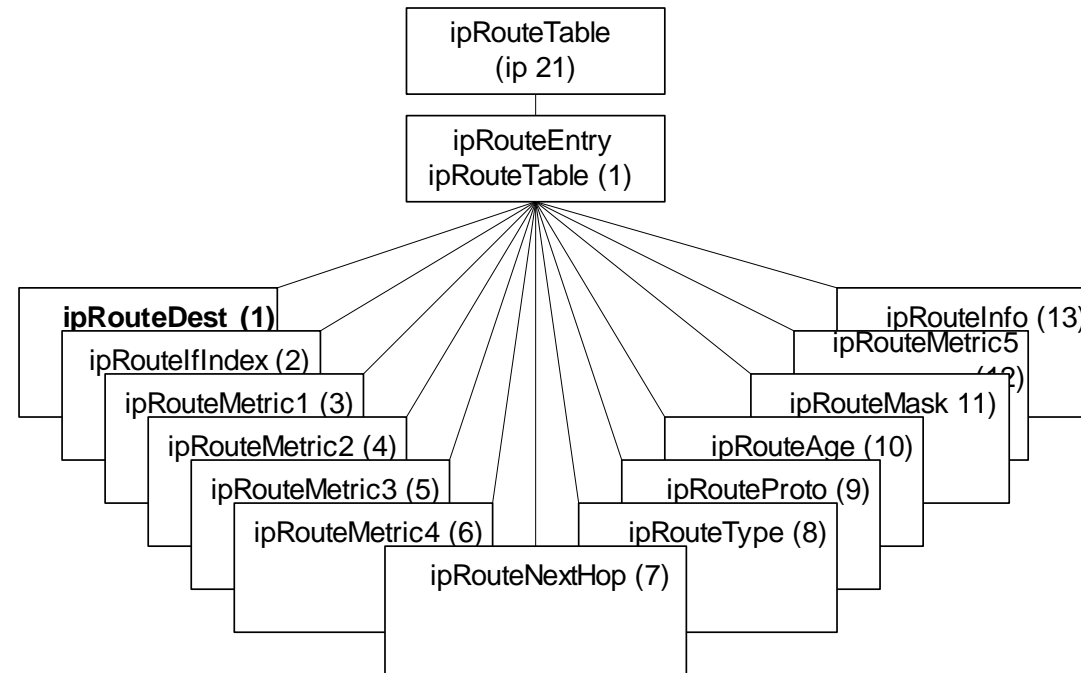 ipRouteTable
(ip 21)
ipRouteEntry
ipRouteTable (1)
ipRouteDest (1)
ipRouteIfIndex (2)
ipRouteMetric1 (3)
ipRouteMetric2 (4)
ipRouteMetric3 (5)
ipRouteMetric4 (6)
ipRouteNextHop (7)
ipRouteType (8)
ipRouteProto (9)
ipRouteAge (10)
ipRouteMask 11)
ipRouteMetric5
(12)
ipRouteInfo (13)